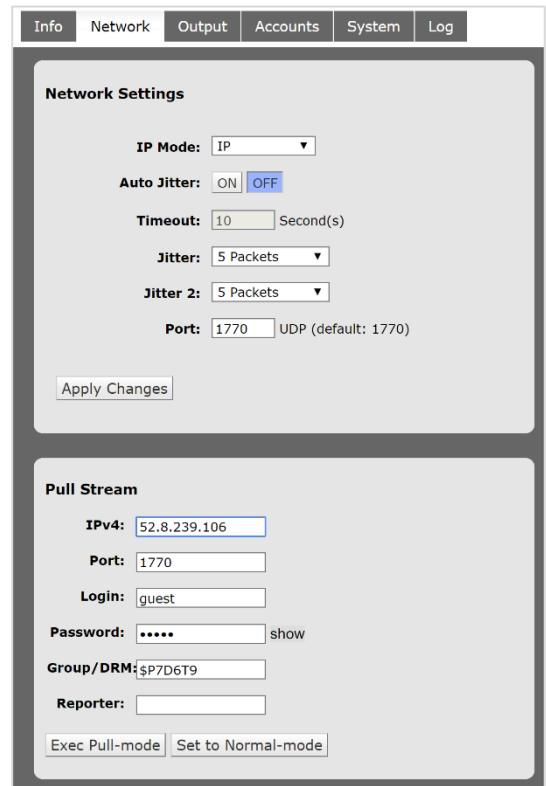 Info Network Output Accounts System Log
Network Settings
IP Mode: IP
Auto Jitter: ON OFF
Timeout: 10 Second(s)
Jitter: 5 Packets
Jitter 2: 5 Packets
Port: 1770 UDP (default: 1770)
Apply Changes
Pull Stream
IPv4: 52.8.239.106
Port: 1770
Login: guest
Password: ••••• show
Group/DRM: $P7D6T9
Reporter:
Exec Pull-mode Set to Normal-mode